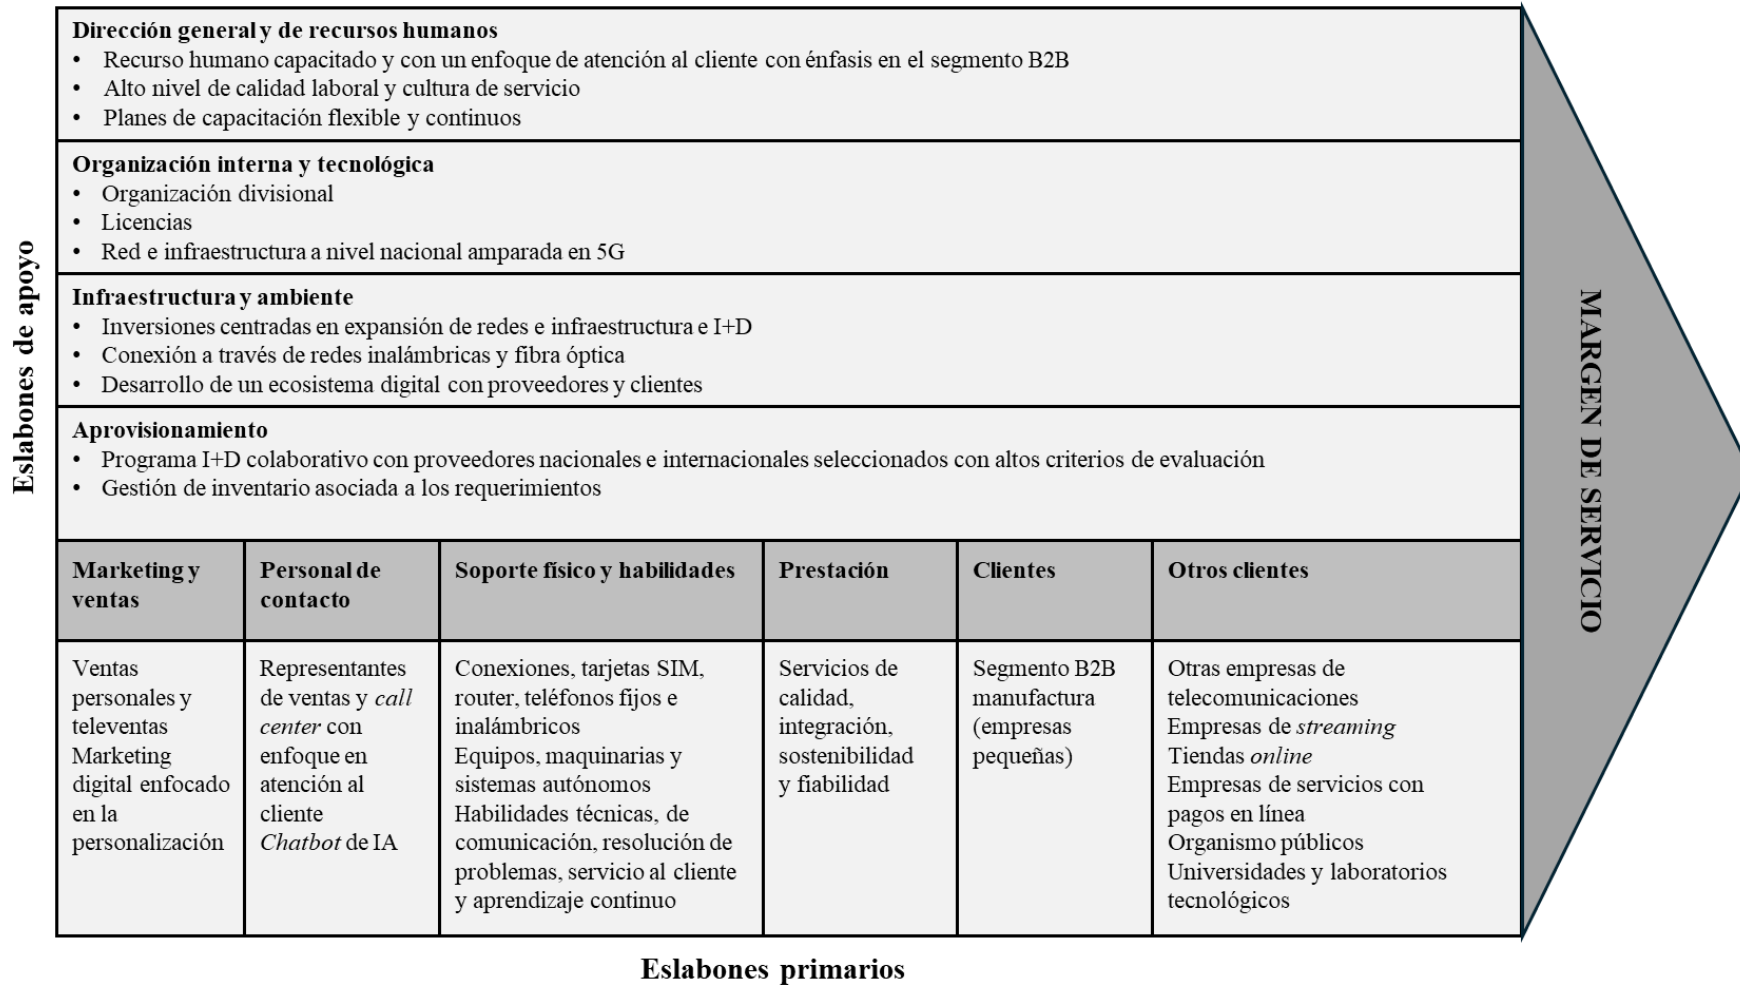 Dirección general y de recursos humanos
• Recurso humano capacitado y con un enfoque de atención al cliente con énfasis en el segmento B2B
• Alto nivel de calidad laboral y cultura de servicio
• Planes de capacitación flexible y continuos
Organización interna y tecnológica
• Organización divisional
• Licencias
• Red e infraestructura a nivel nacional amparada en 5G
Infraestructura y ambiente
• Inversiones centradas en expansión de redes e infraestructura e I+D
• Conexión a través de redes inalámbricas y fibra óptica
• Desarrollo de un ecosistema digital con proveedores y clientes
Aprovisionamiento
• Programa I+D colaborativo con proveedores nacionales e internacionales seleccionados con altos criterios de evaluación
• Gestión de inventario asociada a los requerimientos
Eslabones de apoyo
Marketing y
ventas
Personal de
contacto
Soporte físico y habilidades
Prestación
Clientes
Otros clientes
Ventas
personales y
televentas
Marketing
digital enfocado
en la
personalización
Representantes
de ventas y call
center con
enfoque en
atención al
cliente
Chatbot de IA
Conexiones, tarjetas SIM,
router, teléfonos fijos e
inalámbricos
Equipos, maquinarias y
sistemas autónomos
Habilidades técnicas, de
comunicación, resolución de
problemas, servicio al cliente
y aprendizaje continuo
Servicios de
calidad,
integración,
sostenibilidad
y fiabilidad
Segmento B2B
manufactura
(empresas
pequeñas)
Otras empresas de
telecomunicaciones
Empresas de streaming
Tiendas online
Empresas de servicios con
pagos en línea
Organismo públicos
Universidades y laboratorios
tecnológicos
MARGEN DE SERVICIO
Eslabones primarios